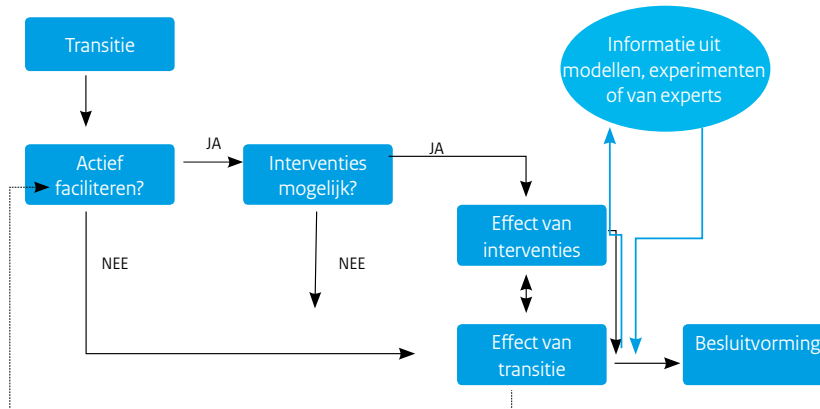 Transitie
Informatie uit
modellen, experimenten
of van experts
JA
JA
Actief
faciliteren?
Interventies
mogelijk?
Effect van
interventies
NEE
NEE
Effect van
transitie
Besluitvorming